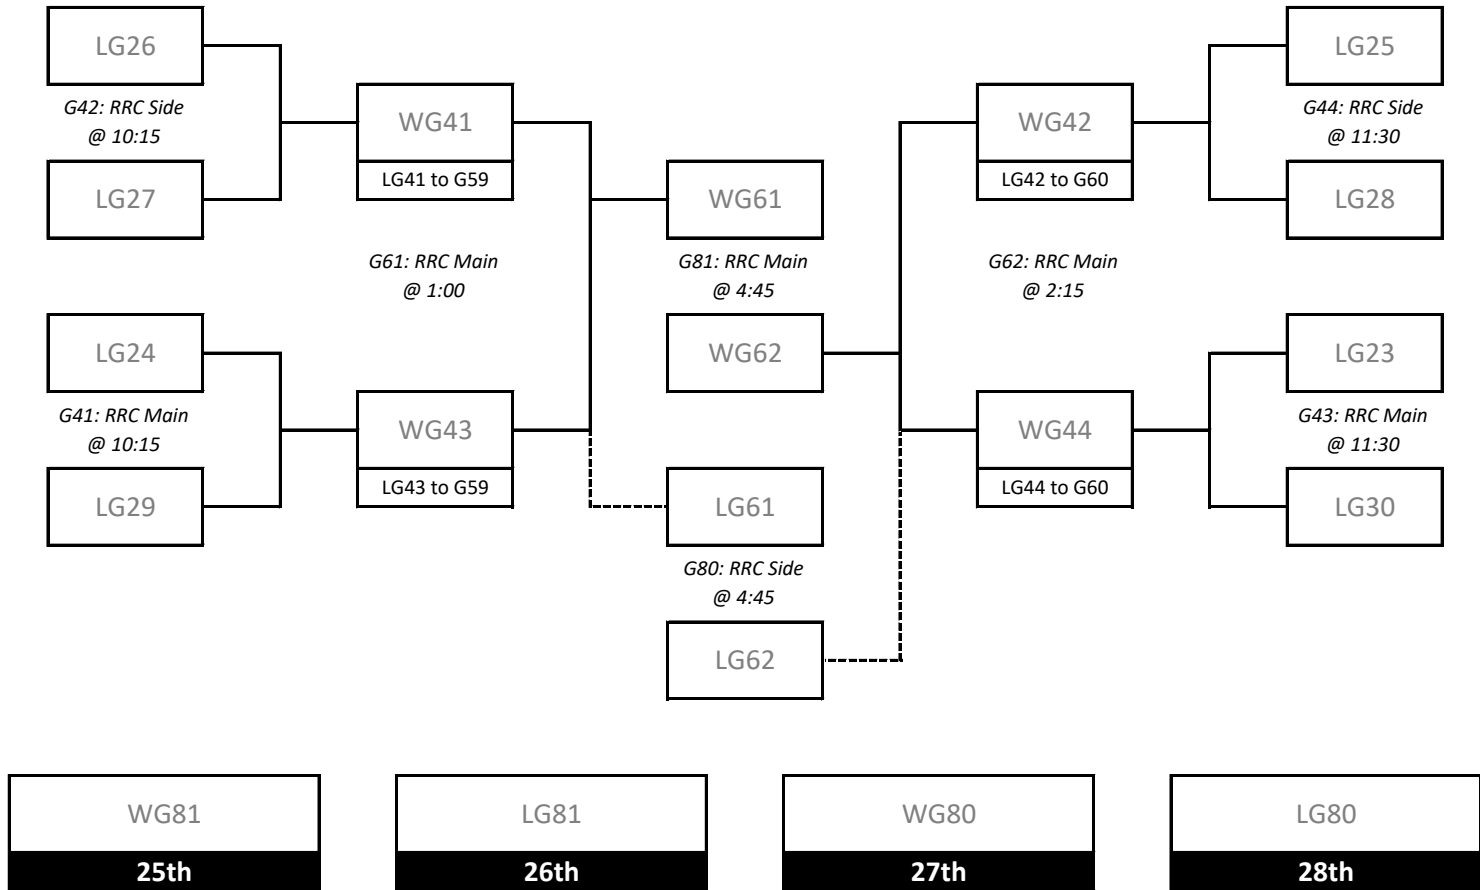 LG26
G42: RRC Side
@ 10:15
LG27
LG24
G41: RRC Main
@ 10:15
LG29
WG41
LG41 to G59
G61: RRC Main
@ 1:00
WG43
LG43 to G59
WG61
G81: RRC Main
@ 4:45
WG62
LG61
G80: RRC Side
@ 4:45
LG62
WG42
LG42 to G60
G62: RRC Main
@ 2:15
WG44
LG44 to G60
LG25
G44: RRC Side
@ 11:30
LG28
LG23
G43: RRC Main
@ 11:30
LG30
WG81
25th
LG81
26th
WG80
27th
LG80
28th